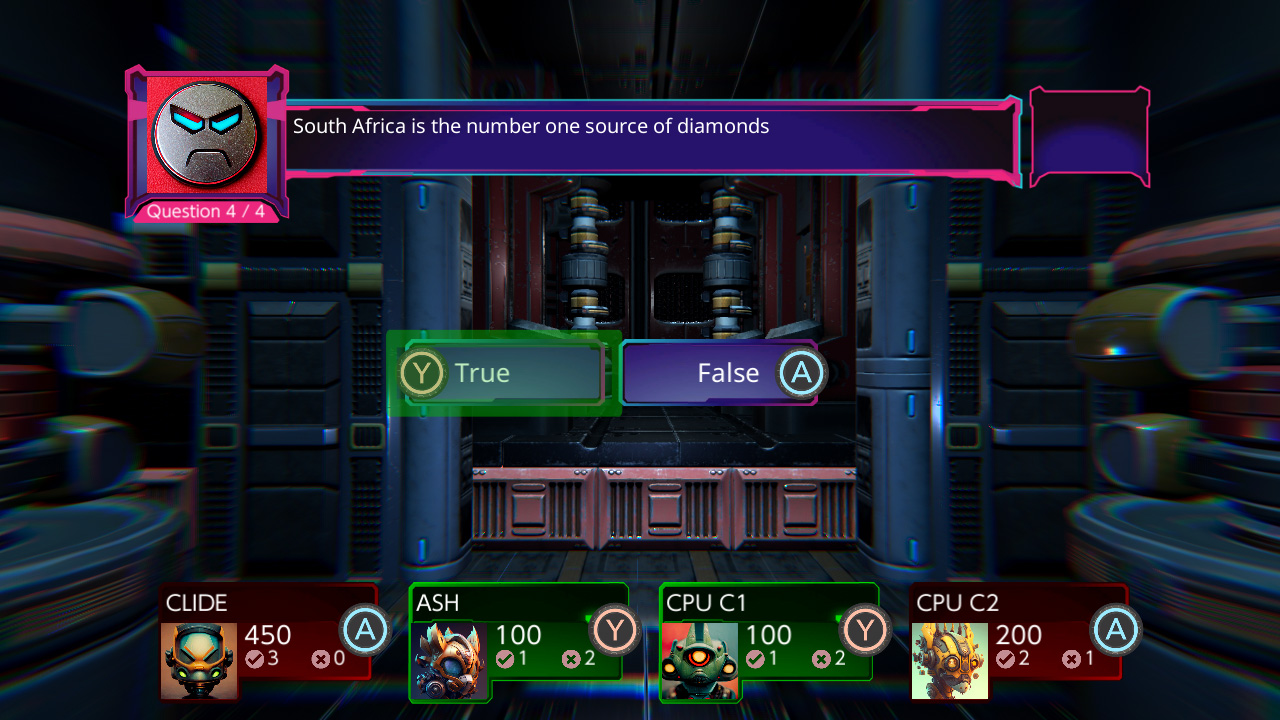 South Africa is the number one source of diamonds
Question 4 / 4
Y True
False A
CLIDE
450 A
3 0
ASH
100 Y
1 2
CPU C1
100 Y
1 2
CPU C2
200 A
2 1